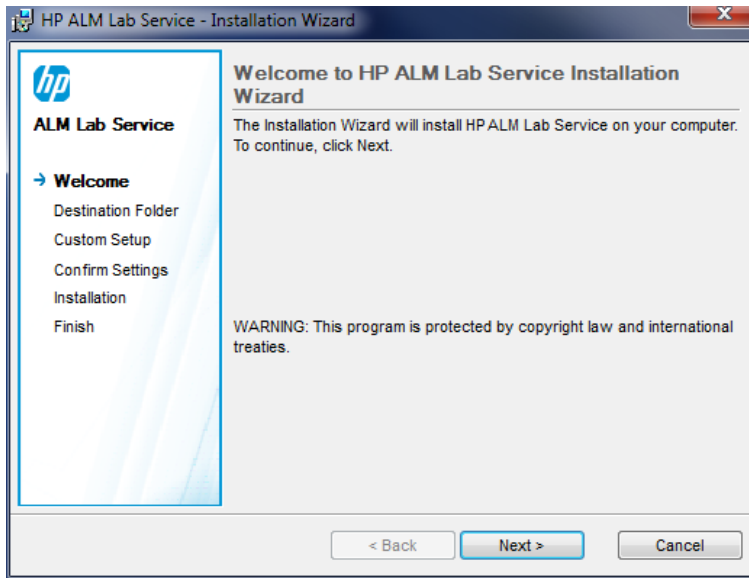 HP ALM Lab Service - Installation Wizard
hp
ALM Lab Service
Welcome
Destination Folder
Custom Setup
Confirm Settings
Installation
Finish
Welcome to HP ALM Lab Service Installation
Wizard
The Installation Wizard will install HP ALM Lab Service on your computer.
To continue, click Next.
WARNING: This program is protected by copyright law and international
treaties.
< Back
Next >
Cancel